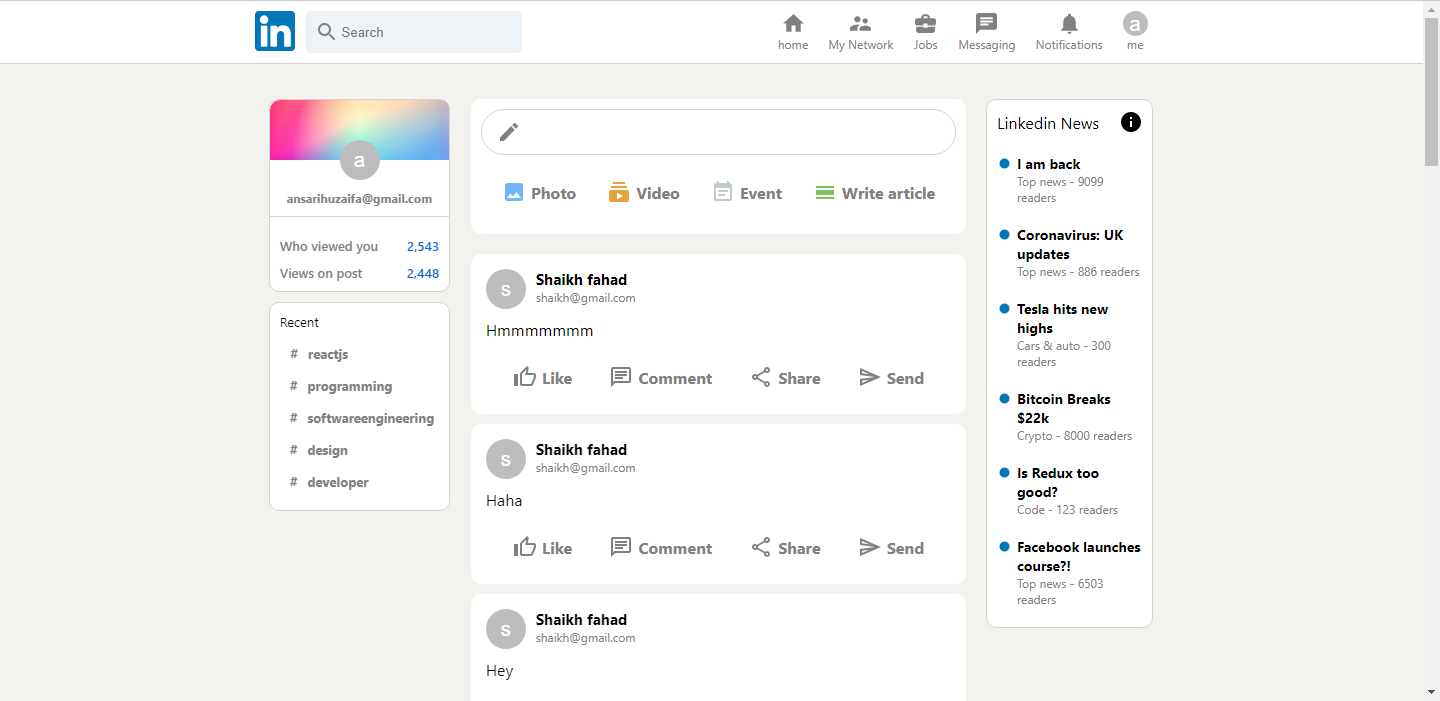 in
Search
home
My Network
Jobs
Messaging
Notifications
a
me
a
ansarihuzaifa@gmail.com
Who viewed you 2,543
Views on post 2,448
Recent
# reactjs
# programming
# softwareengineering
# design
# developer
Photo
Video
Event
Write article
s
Shaikh fahad
shaikh@gmail.com
Hmmmmmmm
Like
Comment
Share
Send
s
Shaikh fahad
shaikh@gmail.com
Haha
Like
Comment
Share
Send
s
Shaikh fahad
shaikh@gmail.com
Hey
Linkedin News
I am back
Top news - 9099
readers
Coronavirus: UK
updates
Top news - 886 readers
Tesla hits new
highs
Cars & auto - 300
readers
Bitcoin Breaks
$22k
Crypto - 8000 readers
Is Redux too
good?
Code - 123 readers
Facebook launches
course?!
Top news - 6503
readers